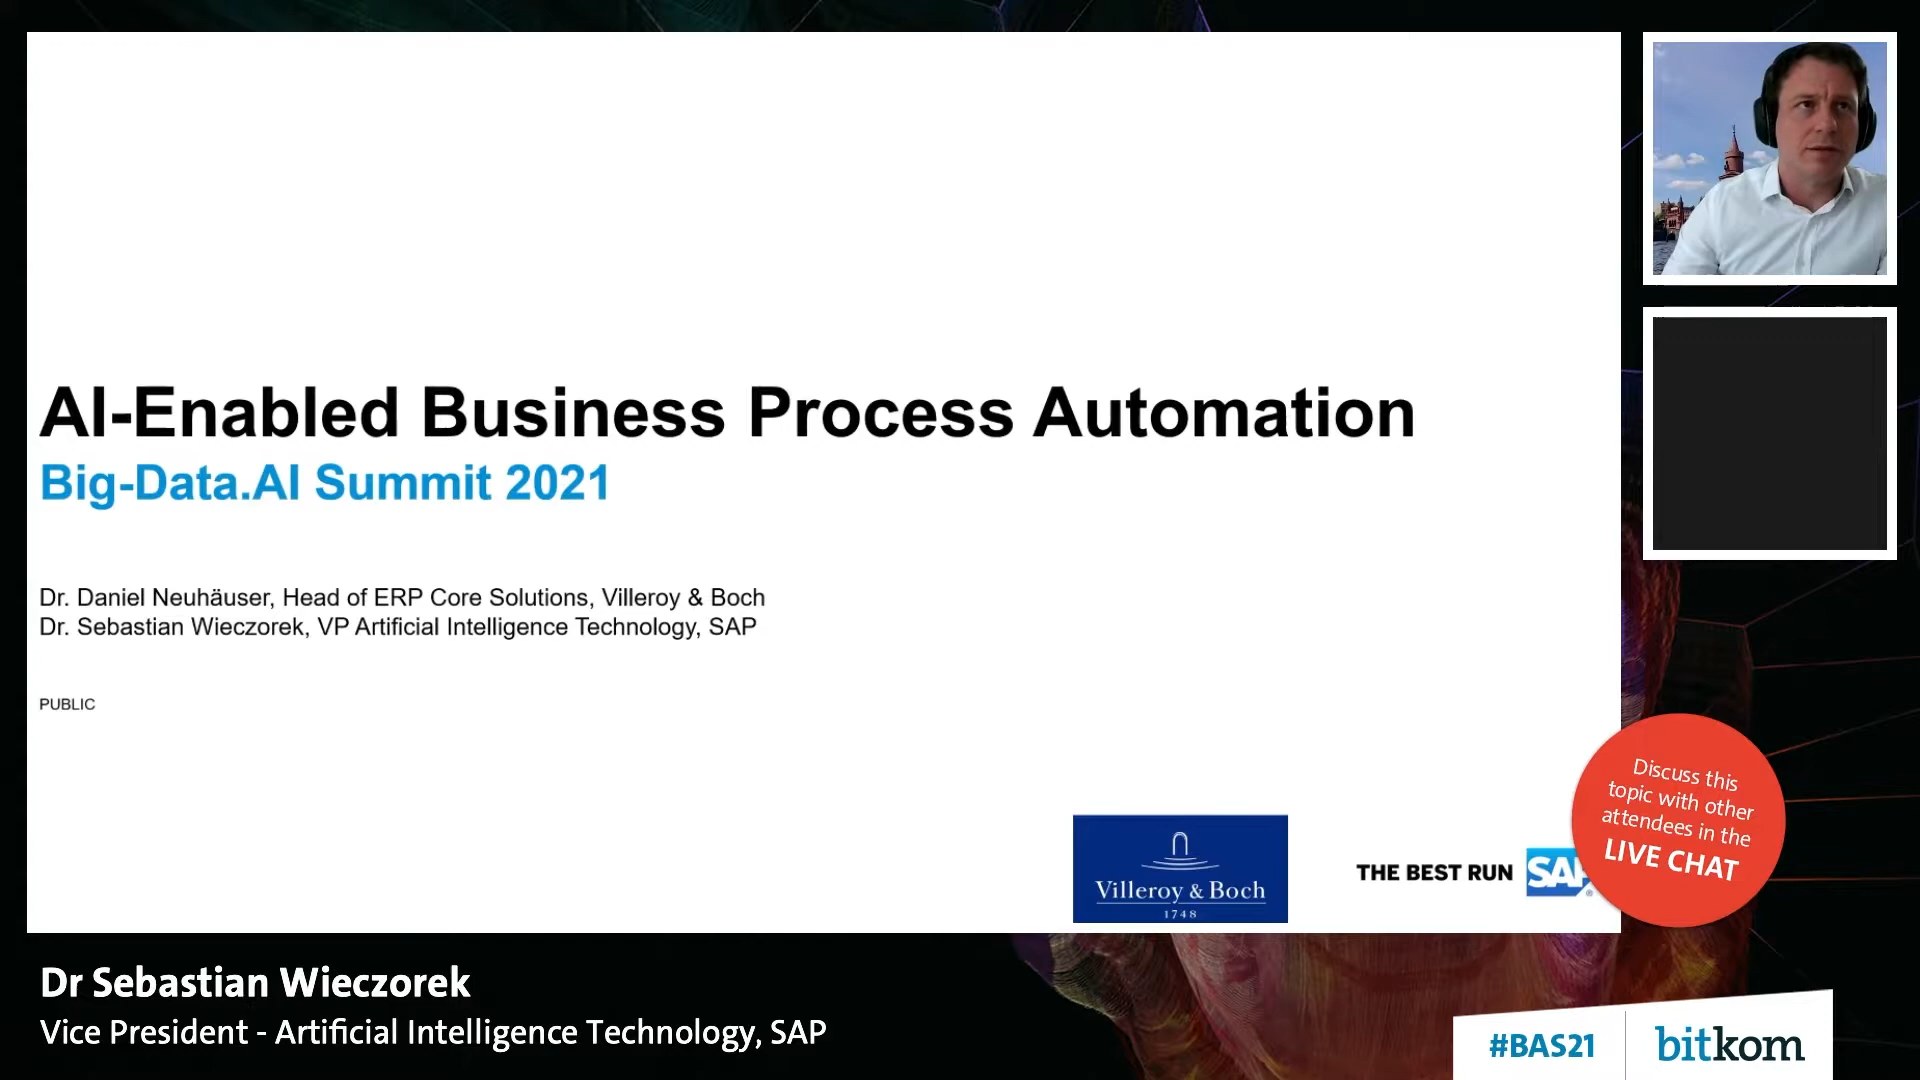 AI-Enabled Business Process Automation
Big-Data.AI Summit 2021
Dr. Daniel Neuhäuser, Head of ERP Core Solutions, Villeroy & Boch
Dr. Sebastian Wieczorek, VP Artificial Intelligence Technology, SAP
PUBLIC
Villeroy & Boch
1748
THE BEST RUN SAP
Discuss this
topic with other
attendees in the
LIVE CHAT
Dr Sebastian Wieczorek
Vice President - Artificial Intelligence Technology, SAP
#BAS21
bitkom